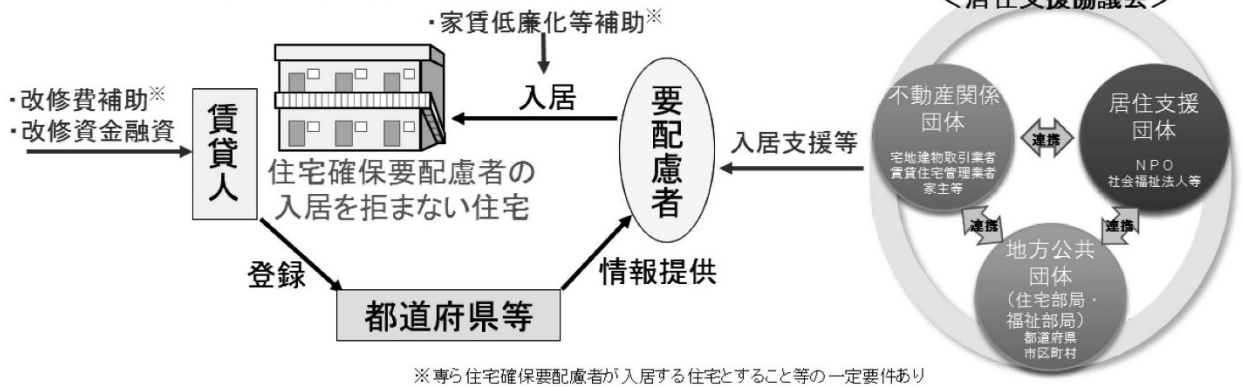 <居住支援協議会>
・家賃低廉化等補助※
・改修費補助※
・改修資金融資
賃貸人
入居
要配慮者
住宅確保要配慮者の
入居を拒まない住宅
登録
都道府県等
情報提供
入居支援等
不動産関係
団体
宅地建物取引業者
賃貸住宅管理業者
家主等
連携
居住支援
団体
NPO
社会福祉法人等
連携
連携
地方公共
団体
（住宅部局・
福祉部局）
都道府県
市区町村
※専ら住宅確保要配慮者が入居する住宅とすること等の一定要件あり